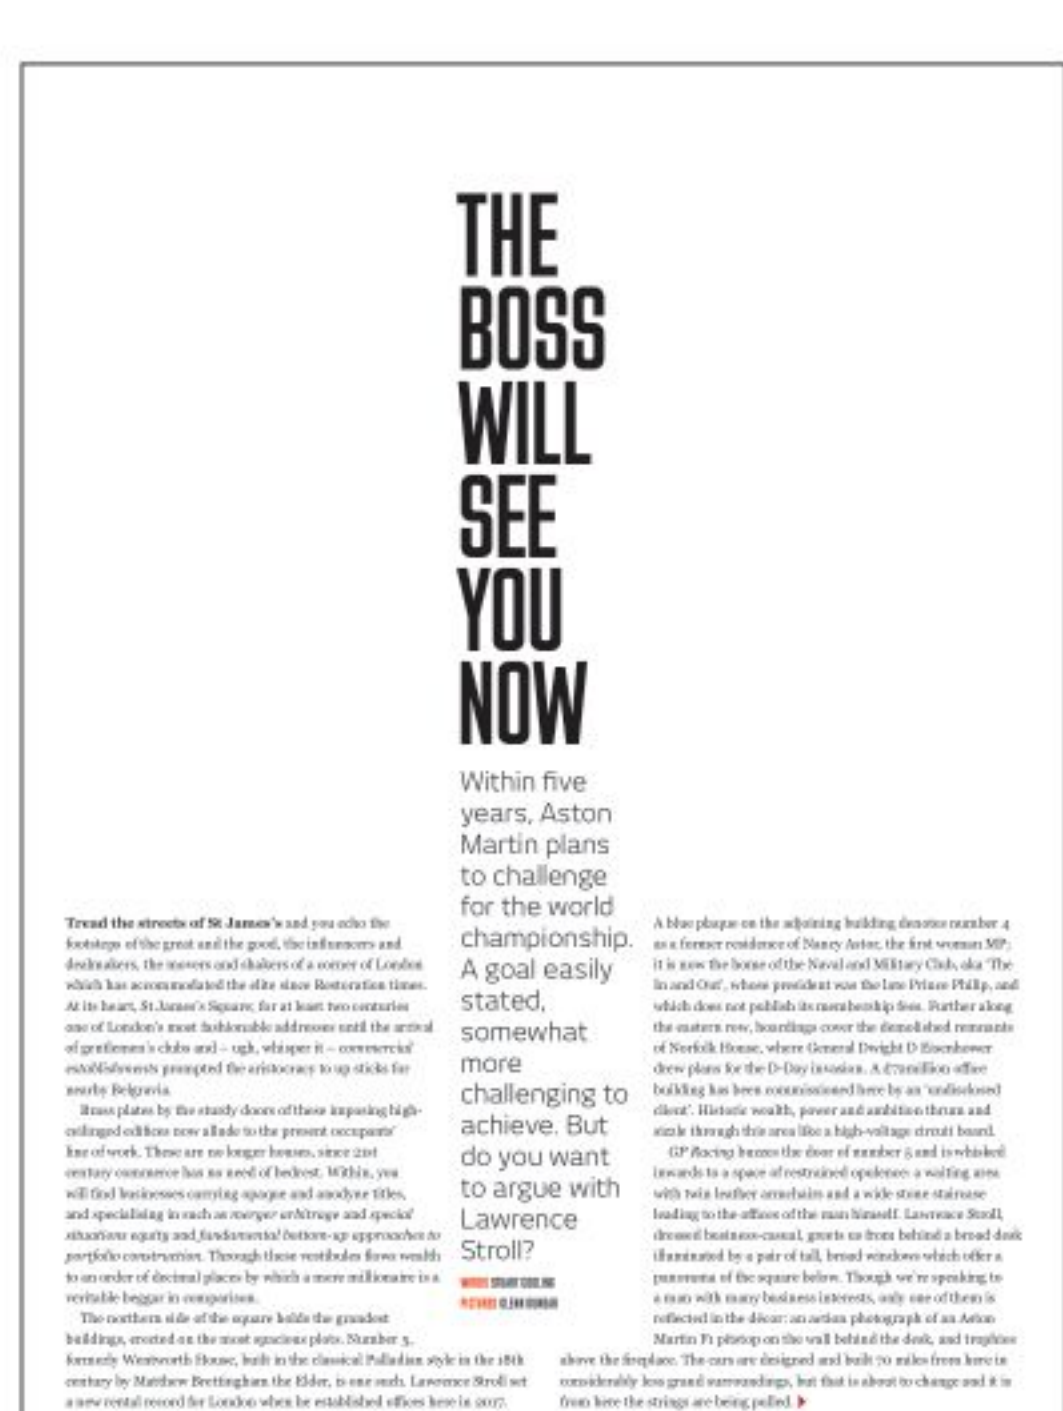 THE
BOSS
WILL
SEE
YOU
NOW
Within five
years, Aston
Martin plans
to challenge
for the world
championship.
A goal easily
stated,
somewhat
more
challenging to
achieve. But
do you want
to argue with
Lawrence
Stroll?
WORDS STUART CODLING
PICTURES GLENN DUNBAR
Tread the streets of St James's and you echo the
footsteps of the great and the good, the influencers and
dealmakers, the movers and shakers of a corner of London
which has accommodated the elite since Restoration times.
At its heart, St James's Square, for at least two centuries
one of London's most fashionable addresses until the arrival
of gentlemen's clubs and – ugh, whisper it – commercial
establishments prompted the aristocracy to up sticks for
nearby Belgravia.
Brass plates by the sturdy doors of these imposing high-
ceilinged edifices now allude to the present occupants'
line of work. These are no longer houses, since 21st
century commerce has no need of bedrest. Within, you
will find businesses carrying opaque and anodyne titles,
and specialising in such as merger arbitrage and special
situations equity and fundamental bottom-up approaches to
portfolio construction. Through these vestibules flows wealth
to an order of decimal places by which a mere millionaire is a
veritable beggar in comparison.
The northern side of the square holds the grandest
buildings, erected on the most spacious plots. Number 5,
formerly Wentworth House, built in the classical Palladian style in the 18th
century by Matthew Brettingham the Elder, is one such. Lawrence Stroll set
a new rental record for London when he established offices here in 2017.
A blue plaque on the adjoining building denotes number 4
as a former residence of Nancy Astor, the first woman MP;
it is now the home of the Naval and Military Club, aka 'The
In and Out', whose president was the late Prince Philip, and
which does not publish its membership fees. Further along
the eastern row, hoardings cover the demolished remnants
of Norfolk House, where General Dwight D Eisenhower
drew plans for the D-Day invasion. A £72million office
building has been commissioned here by an 'undisclosed
client'. Historic wealth, power and ambition thrum and
sizzle through this area like a high-voltage circuit board.
GP Racing buzzes the door of number 5 and is whisked
inwards to a space of restrained opulence: a waiting area
with twin leather armchairs and a wide stone staircase
leading to the offices of the man himself. Lawrence Stroll,
dressed business-casual, greets us from behind a broad desk
illuminated by a pair of tall, broad windows which offer a
panorama of the square below. Though we're speaking to
a man with many business interests, only one of them is
reflected in the décor: an action photograph of an Aston
Martin F1 pitstop on the wall behind the desk, and trophies
above the fireplace. The cars are designed and built 70 miles from here in
considerably less grand surroundings, but that is about to change and it is
from here the strings are being pulled.